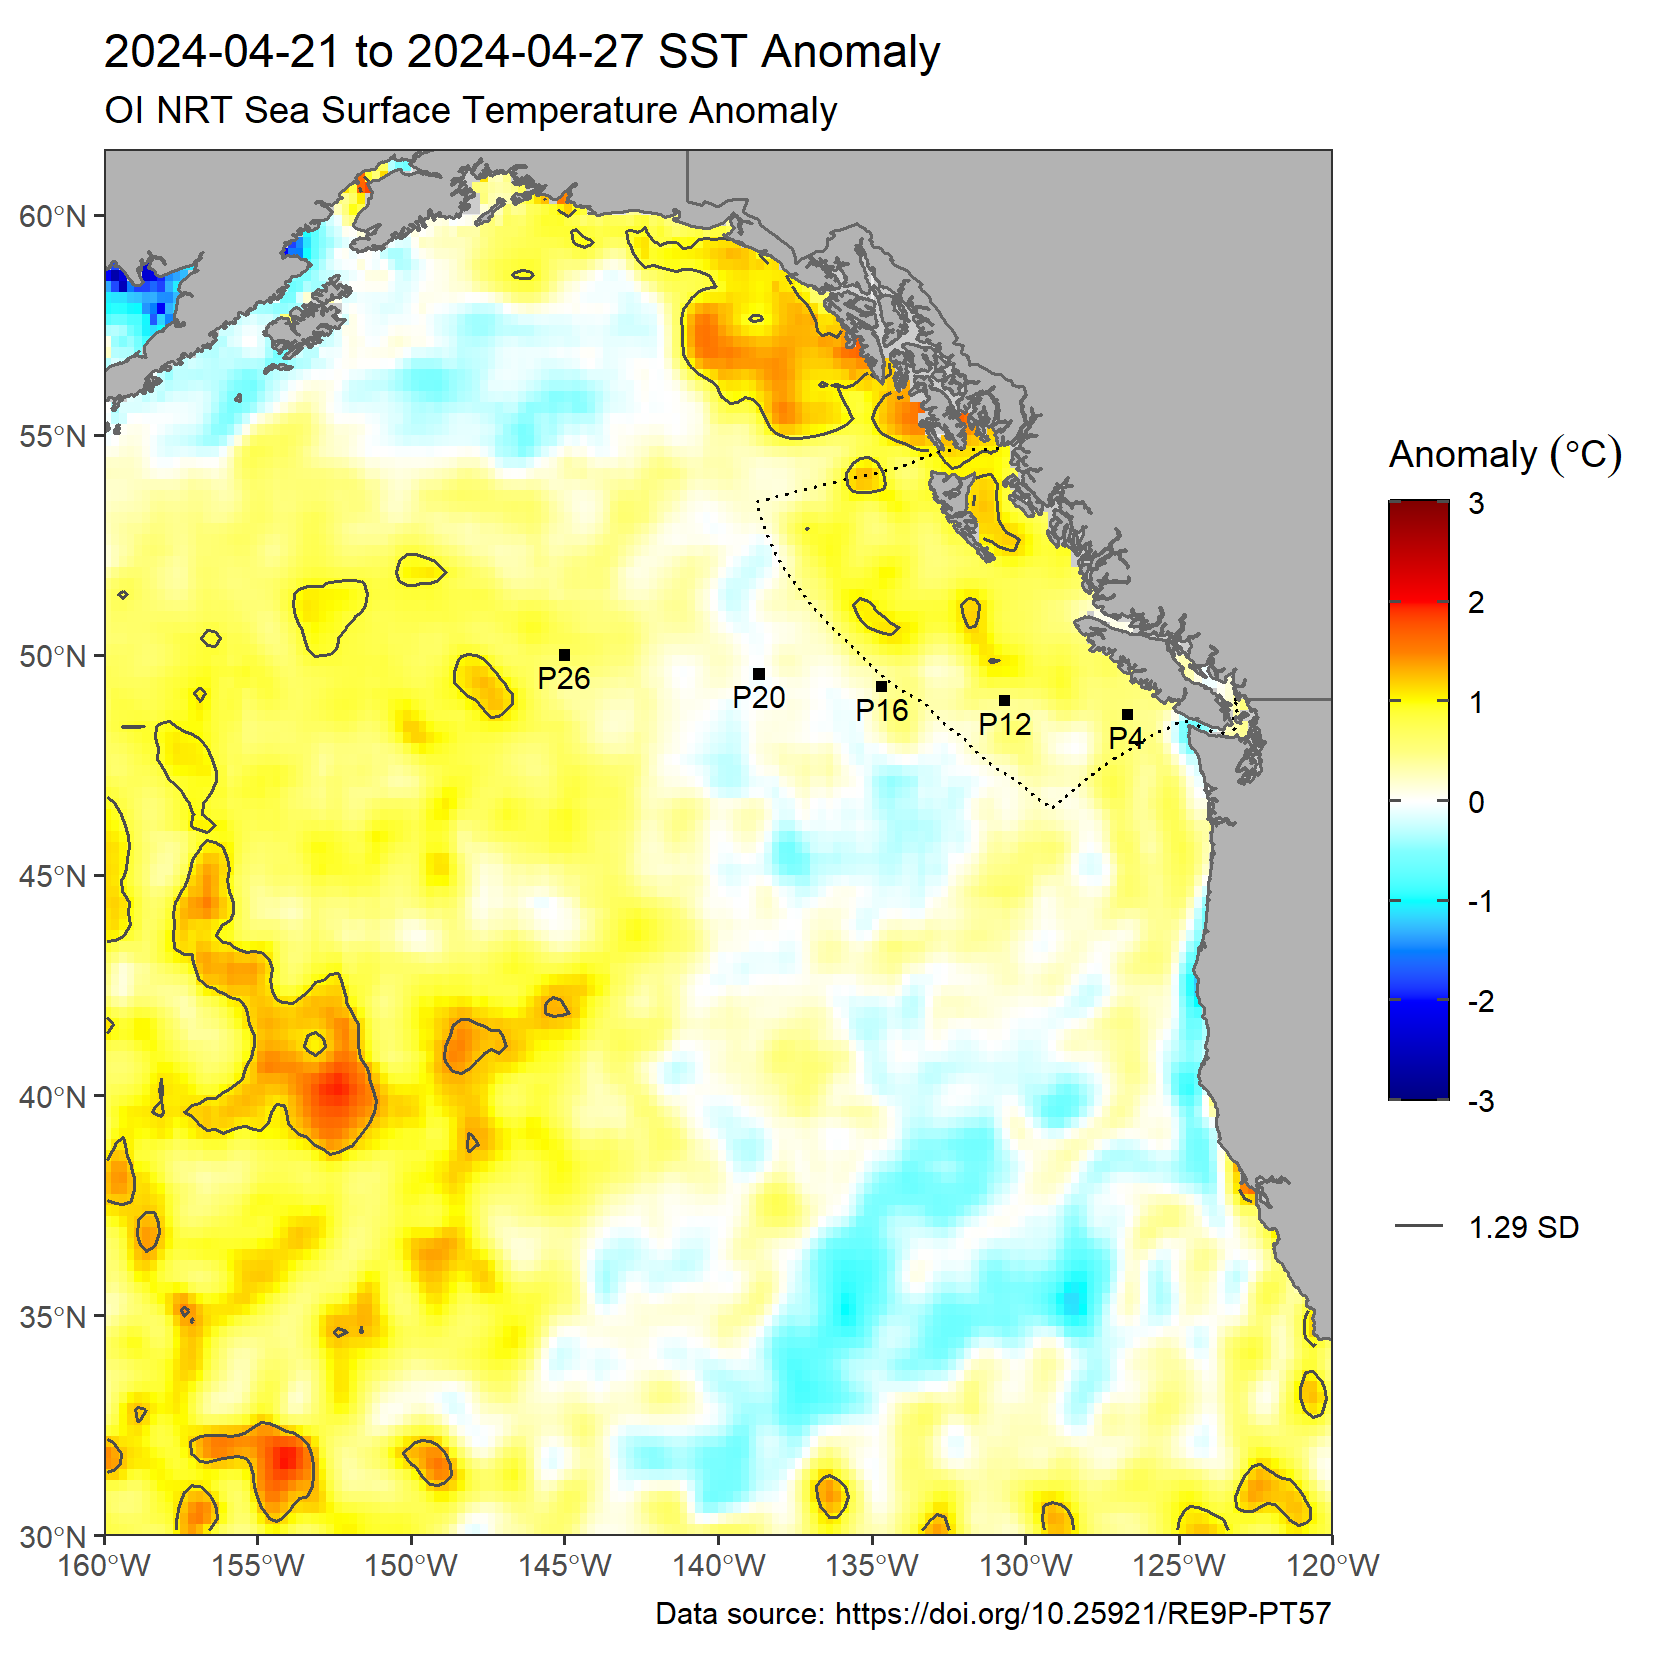 2024-04-21 to 2024-04-27 SST Anomaly
OI NRT Sea Surface Temperature Anomaly
60°N
55°N
50°N
45°N
40°N
35°N
30°N
160°W
155°W
150°W
145°W
140°W
135°W
130°W
125°W
120°W
P26
P20
P16
P12
P4
Anomaly (°C)
3
2
1
0
-1
-2
-3
1.29 SD
Data source: https://doi.org/10.25921/RE9P-PT57